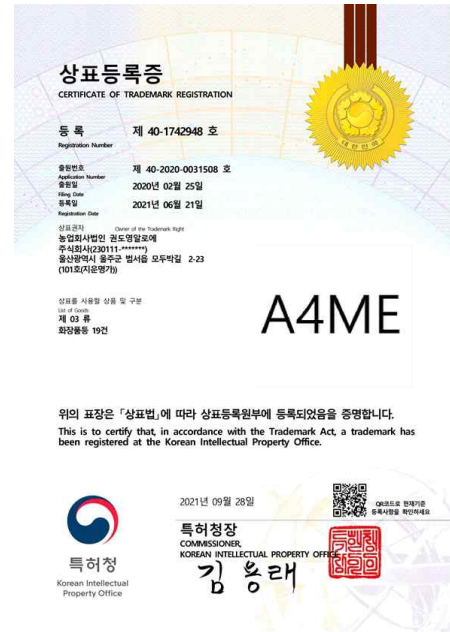 상표등록증
CERTIFICATE OF TRADEMARK REGISTRATION
등 록 제 40-1742948 호
Registration Number
출원번호 제 40-2020-0031508 호
Application Number
출원일 2020년 02월 25일
Filing Date
등록일 2021년 06월 21일
Registration Date
상표권자 Owner of the Trademark Right
농업회사법인 권도영알로에
주식회사(230111-*******)
울산광역시 울주군 범서읍 모두박길 2-23
(101호(지운명가))
상표를 사용할 상품 및 구분
List of Goods
제 03 류
화장품등 19건
A4ME
위의 표장은 「상표법」에 따라 상표등록원부에 등록되었음을 증명합니다.
This is to certify that, in accordance with the Trademark Act, a trademark has
been registered at the Korean Intellectual Property Office.
2021년 09월 28일
QR코드로 현재기준
등록사항을 확인하세요
특허청장
COMMISSIONER,
KOREAN INTELLECTUAL PROPERTY OFFICE
김용래
특허청
Korean Intellectual
Property Office
대한민국